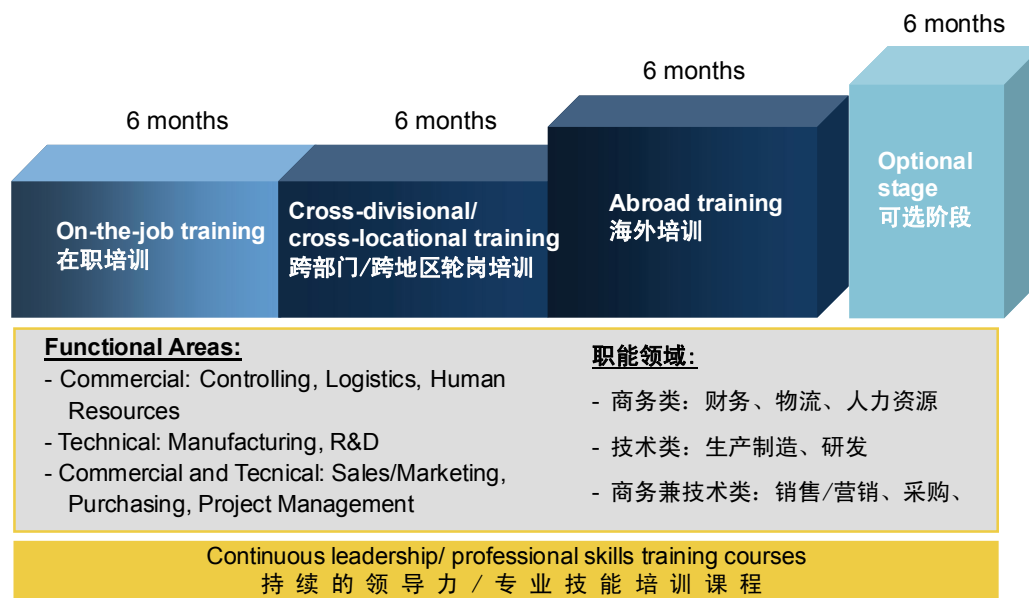 6 months
6 months
6 months
6 months
On-the-job training
在职培训
Cross-divisional/
cross-locational training
跨部门/跨地区轮岗培训
Abroad training
海外培训
Optional
stage
可选阶段
Functional Areas:
- Commercial: Controlling, Logistics, Human
Resources
- Technical: Manufacturing, R&D
- Commercial and Tecnical: Sales/Marketing,
Purchasing, Project Management
职能领域:
- 商务类: 财务、物流、人力资源
- 技术类: 生产制造、研发
- 商务兼技术类: 销售/营销、采购、
Continuous leadership/ professional skills training courses
持续的领导力/专业技能培训课程